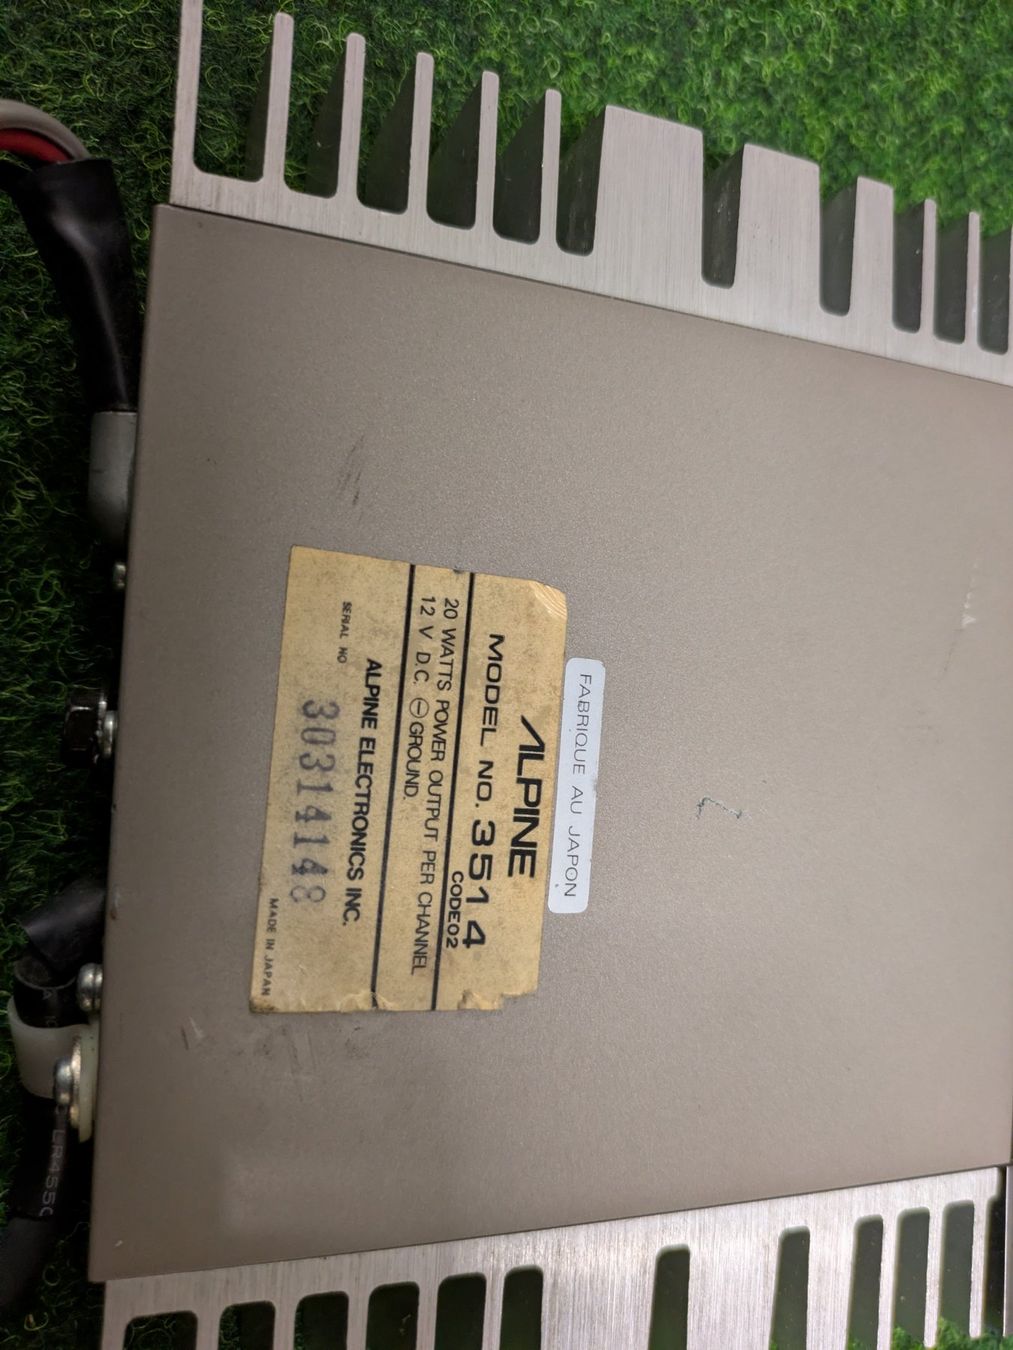 FABRIQUE AU JAPON
ALPINE
MODEL NO. 3514
CODE02
20 WATTS POWER OUTPUT PER CHANNEL
12 V D.C. ⊖ GROUND.
ALPINE ELECTRONICS INC.
SERIAL NO
30314148
MADE IN JAPAN